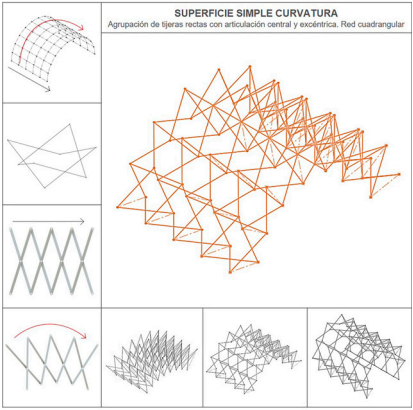 SUPERFICIE SIMPLE CURVATURA
Agrupación de tijeras rectas con articulación central y excéntrica. Red cuadrangular